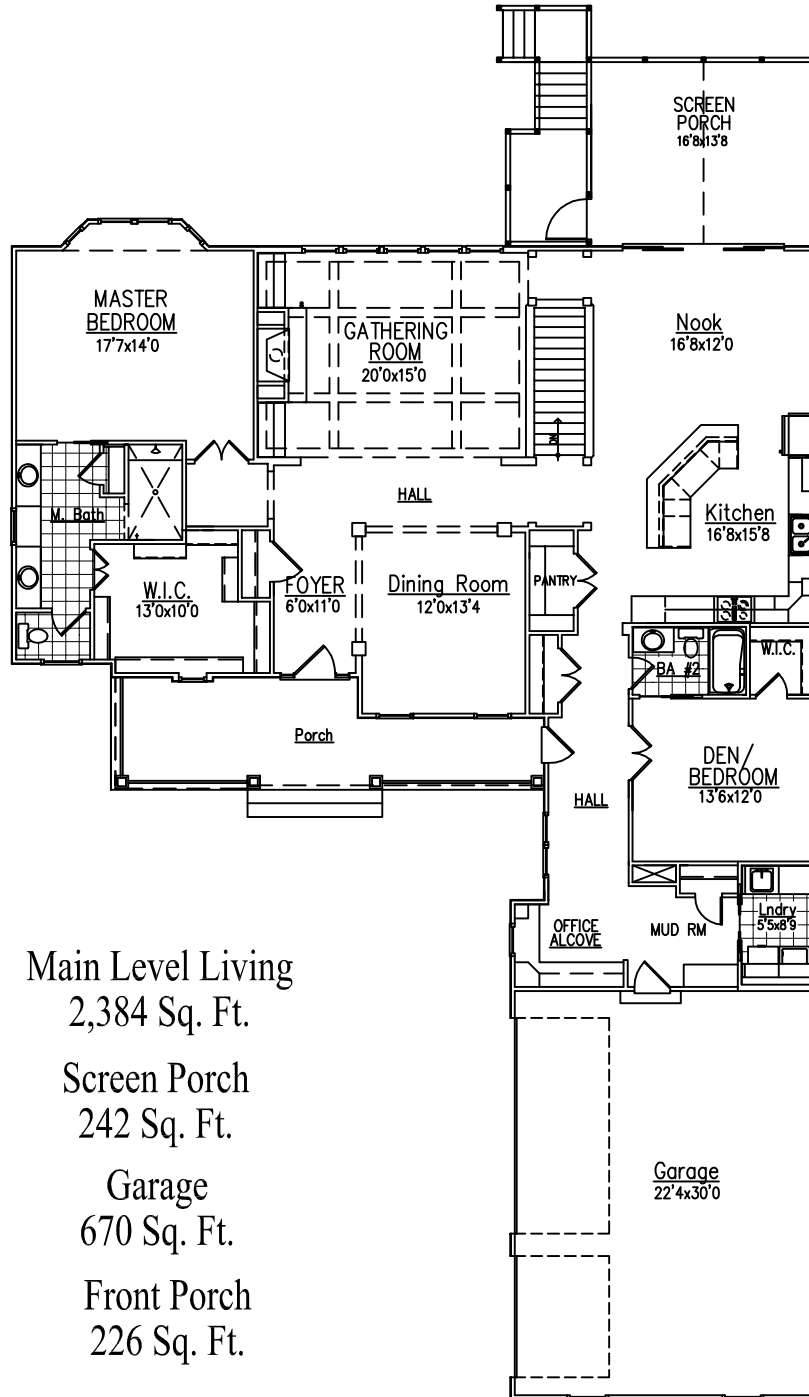 SCREEN
PORCH
16'8x13'8
MASTER
BEDROOM
17'7x14'0
GATHERING
ROOM
20'0x15'0
Nook
16'8x12'0
DN
HALL
M. Bath
Kitchen
16'8x15'8
W.I.C.
13'0x10'0
FOYER
6'0x11'0
Dining Room
12'0x13'4
PANTRY
BA #2
W.I.C.
Porch
DEN/
BEDROOM
13'6x12'0
HALL
OFFICE
ALCOVE
MUD RM
Lndry
5'5x8'9
Main Level Living
2,384 Sq. Ft.
Screen Porch
242 Sq. Ft.
Garage
670 Sq. Ft.
Front Porch
226 Sq. Ft.
Garage
22'4x30'0